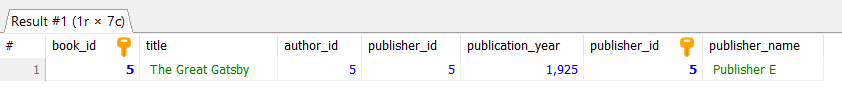 Result #1 (1r × 7c)
# book_id title author_id publisher_id publication_year publisher_id publisher_name
1 5 The Great Gatsby 5 5 1,925 5 Publisher E